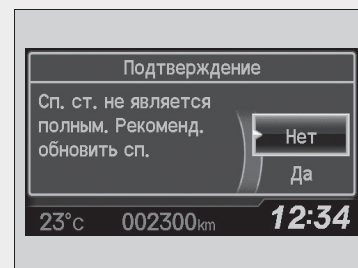 Подтверждение
Сп. ст. не является
полным. Рекоменд.
обновить сп.
Нет
Да
23°C 002300km 12:34